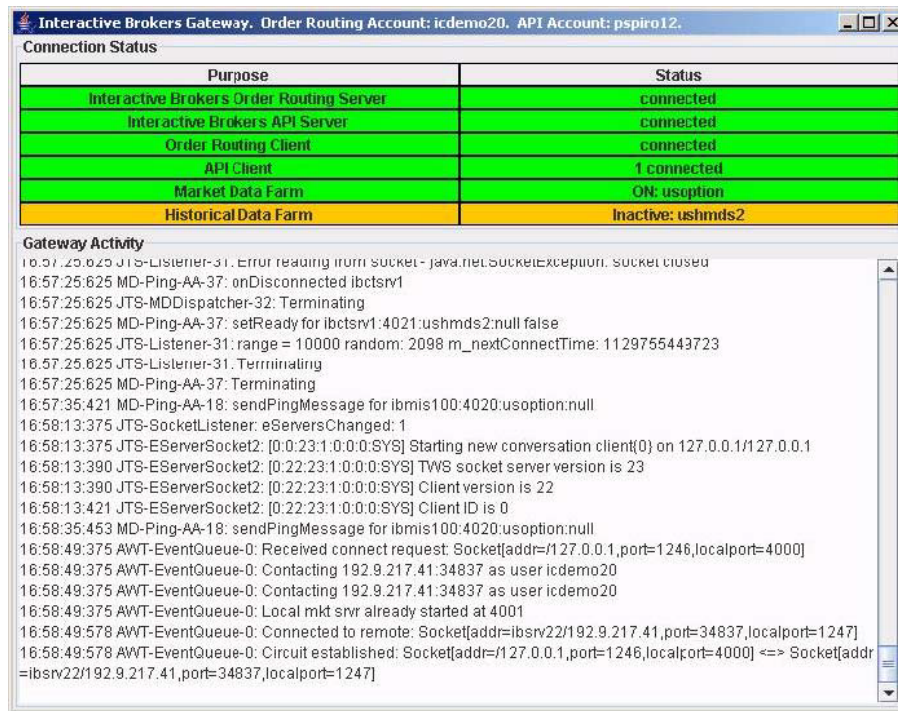 Interactive Brokers Gateway. Order Routing Account: icdemo20. API Account: pspiro12.
Connection Status
Purpose Status
Interactive Brokers Order Routing Server connected
Interactive Brokers API Server connected
Order Routing Client connected
API Client 1 connected
Market Data Farm ON: usoption
Historical Data Farm Inactive: ushmds2
Gateway Activity
16:57:25:625 JTS-Listener-31: Error reading from socket - java.net.SocketException: socket closed
16:57:25:625 MD-Ping-AA-37: onDisconnected ibctsrv1
16:57:25:625 JTS-MDDispatcher-32: Terminating
16:57:25:625 MD-Ping-AA-37: setReady for ibctsrv1:4021:ushmds2:null false
16:57:25:625 JTS-Listener-31: range = 10000 random: 2098 m_nextConnectTime: 1129755449723
16:57:25:625 JTS-Listener-31: Terminating
16:57:25:625 MD-Ping-AA-37: Terminating
16:57:35:421 MD-Ping-AA-18: sendPingMessage for ibmis100:4020:usoption:null
16:58:13:375 JTS-SocketListener: eServersChanged: 1
16:58:13:375 JTS-EServerSocket2: [0:0:23:1:0:0:0:SYS] Starting new conversation client{0} on 127.0.0.1/127.0.0.1
16:58:13:390 JTS-EServerSocket2: [0:22:23:1:0:0:0:SYS] TWS socket server version is 23
16:58:13:390 JTS-EServerSocket2: [0:22:23:1:0:0:0:SYS] Client version is 22
16:58:13:421 JTS-EServerSocket2: [0:22:23:1:0:0:0:SYS] Client ID is 0
16:58:35:453 MD-Ping-AA-18: sendPingMessage for ibmis100:4020:usoption:null
16:58:49:375 AWT-EventQueue-0: Received connect request: Socket[addr=/127.0.0.1,port=1246,localport=4000]
16:58:49:375 AWT-EventQueue-0: Contacting 192.9.217.41:34837 as user icdemo20
16:58:49:375 AWT-EventQueue-0: Contacting 192.9.217.41:34837 as user icdemo20
16:58:49:375 AWT-EventQueue-0: Local mkt srvr already started at 4001
16:58:49:578 AWT-EventQueue-0: Connected to remote: Socket[addr=ibsrv22/192.9.217.41,port=34837,localport=1247]
16:58:49:578 AWT-EventQueue-0: Circuit established: Socket[addr=/127.0.0.1,port=1246,localport=4000] <=> Socket[addr
=ibsrv22/192.9.217.41,port=34837,localport=1247]